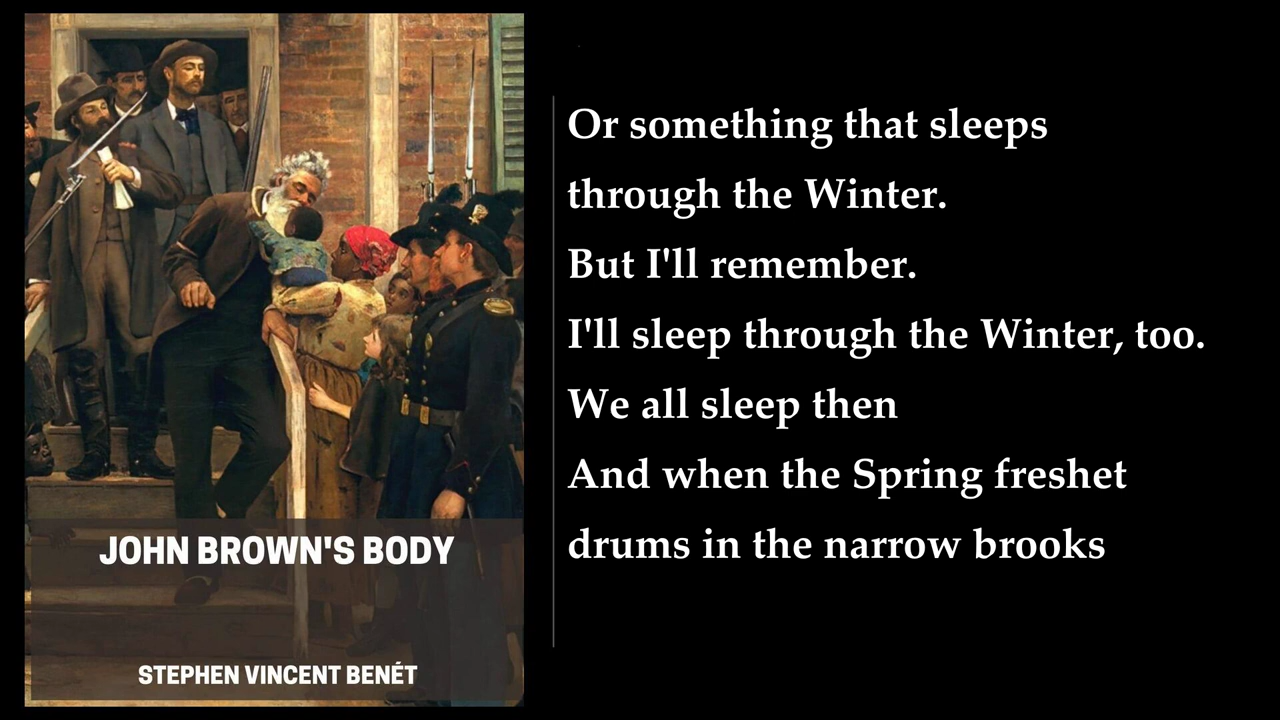 JOHN BROWN'S BODY
STEPHEN VINCENT BENÉT
Or something that sleeps
through the Winter.
But I'll remember.
I'll sleep through the Winter, too.
We all sleep then
And when the Spring freshet
drums in the narrow brooks